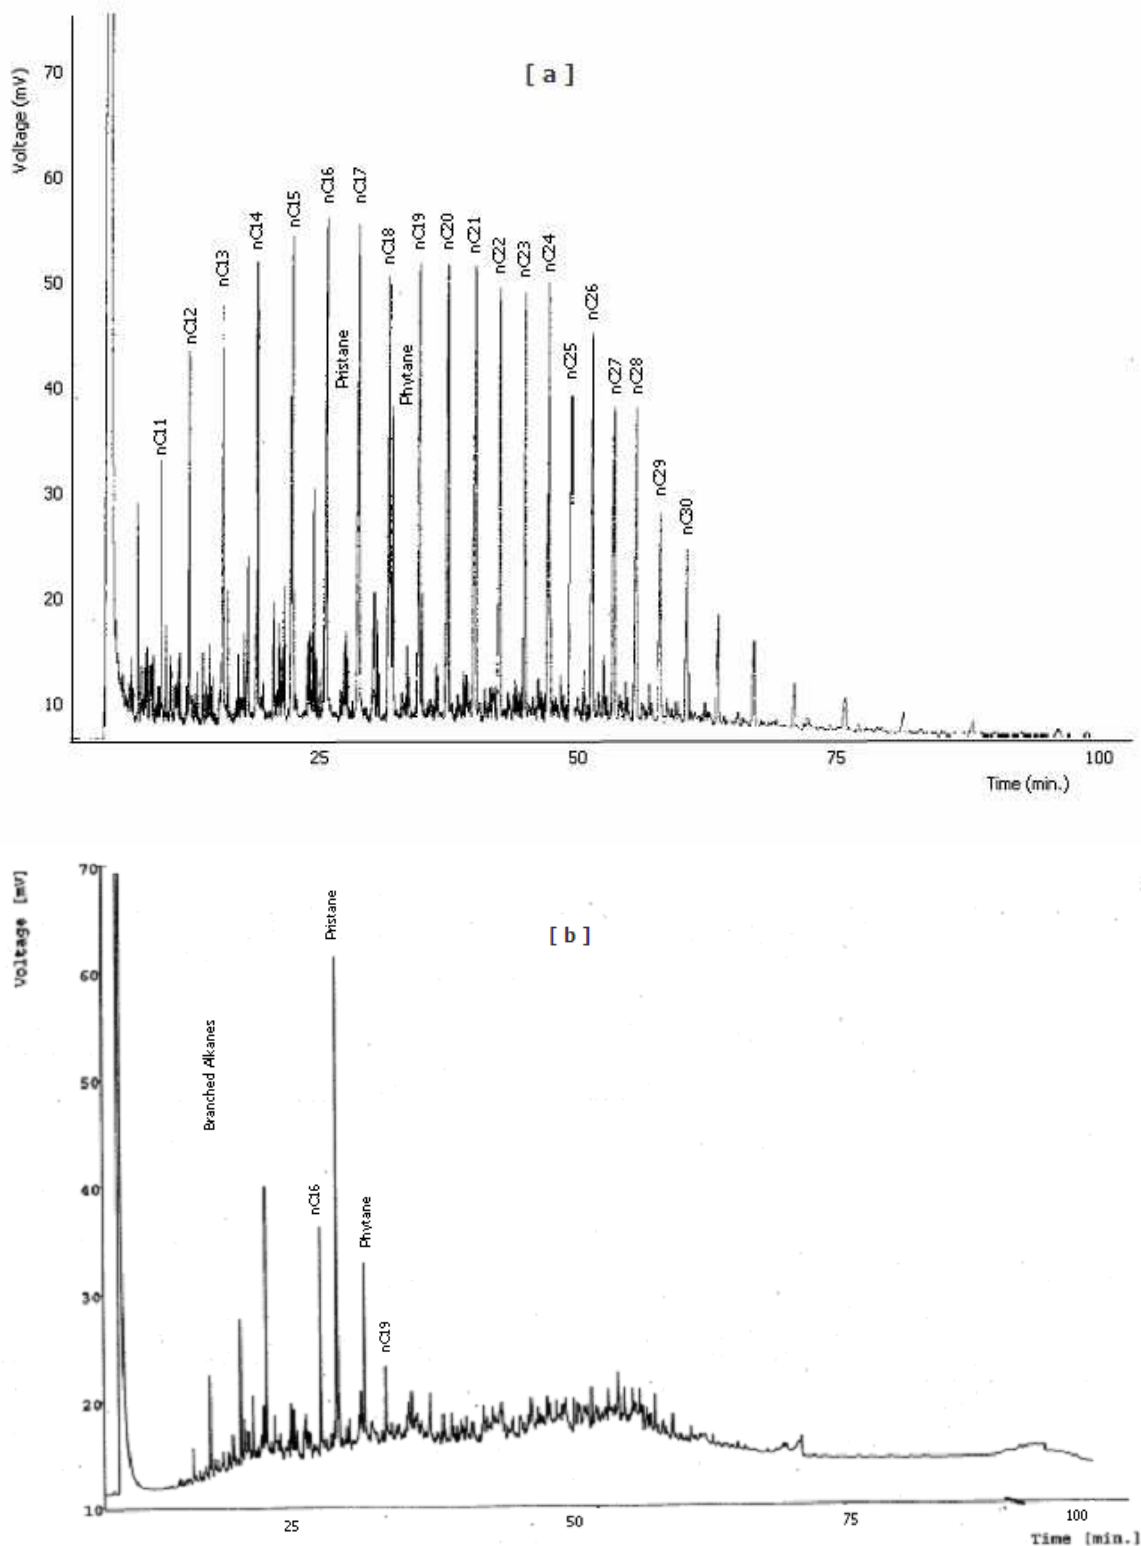 [ a ]
Voltage (mV)
70
60
50
40
30
20
10
nC11
nC12
nC13
nC14
nC15
nC16
Pristane
nC17
nC18
Phytane
nC19
nC20
nC21
nC22
nC23
nC24
nC25
nC26
nC27
nC28
nC29
nC30
25
50
75
100
Time (min.)
[ b ]
Voltage [mV]
70
60
50
40
30
20
10
Branched Alkanes
nC16
Pristane
Phytane
nC19
25
50
75
100
Time [min.]